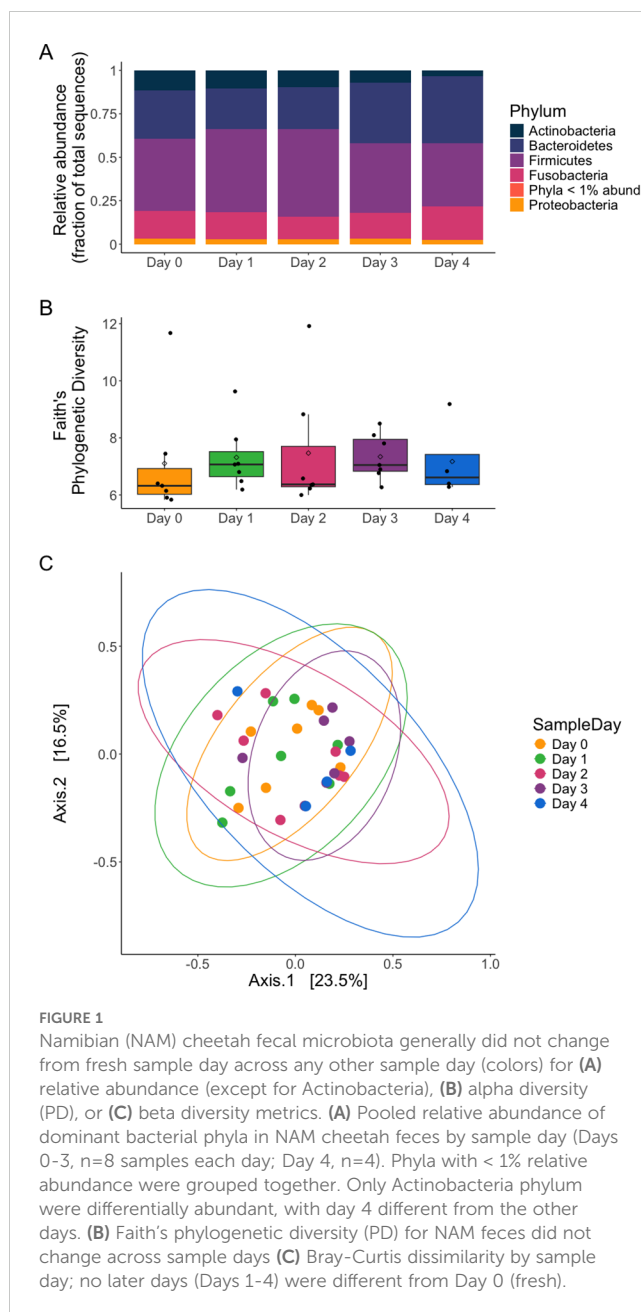 A
Relative abundance
(fraction of total sequences)
1
0.75
0.5
0.25
0
Day 0 Day 1 Day 2 Day 3 Day 4
Phylum
Actinobacteria
Bacteroidetes
Firmicutes
Fusobacteria
Phyla < 1% abund
Proteobacteria
B
Faith's
Phylogenetic Diversity
12
10
8
6
Day 0 Day 1 Day 2 Day 3 Day 4
C
Axis.2 [16.5%]
0.5
0.0
-0.5
-0.5 0.0 0.5 1.0
Axis.1 [23.5%]
SampleDay
Day 0
Day 1
Day 2
Day 3
Day 4
FIGURE 1
Namibian (NAM) cheetah fecal microbiota generally did not change
from fresh sample day across any other sample day (colors) for (A)
relative abundance (except for Actinobacteria), (B) alpha diversity
(PD), or (C) beta diversity metrics. (A) Pooled relative abundance of
dominant bacterial phyla in NAM cheetah feces by sample day (Days
0-3, n=8 samples each day; Day 4, n=4). Phyla with < 1% relative
abundance were grouped together. Only Actinobacteria phylum
were differentially abundant, with day 4 different from the other
days. (B) Faith's phylogenetic diversity (PD) for NAM feces did not
change across sample days (C) Bray-Curtis dissimilarity by sample
day; no later days (Days 1-4) were different from Day 0 (fresh).